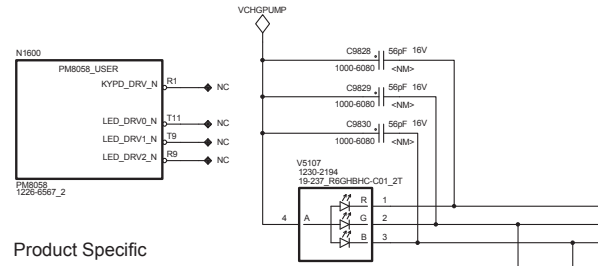 VCHGPUMP
N1600
PM8058_USER
KYPD_DRV_N R1 NC
LED_DRV0_N T11 NC
LED_DRV1_N T9 NC
LED_DRV2_N R9 NC
PM8058
1226-6567_2
C9828 56pF 16V
1000-6080 <NM>
C9829 56pF 16V
1000-6080 <NM>
C9830 56pF 16V
1000-6080 <NM>
V5107
1230-2194
19-237_R6GHBHC-C01_2T
R 1
4 A G 2
B 3
Product Specific